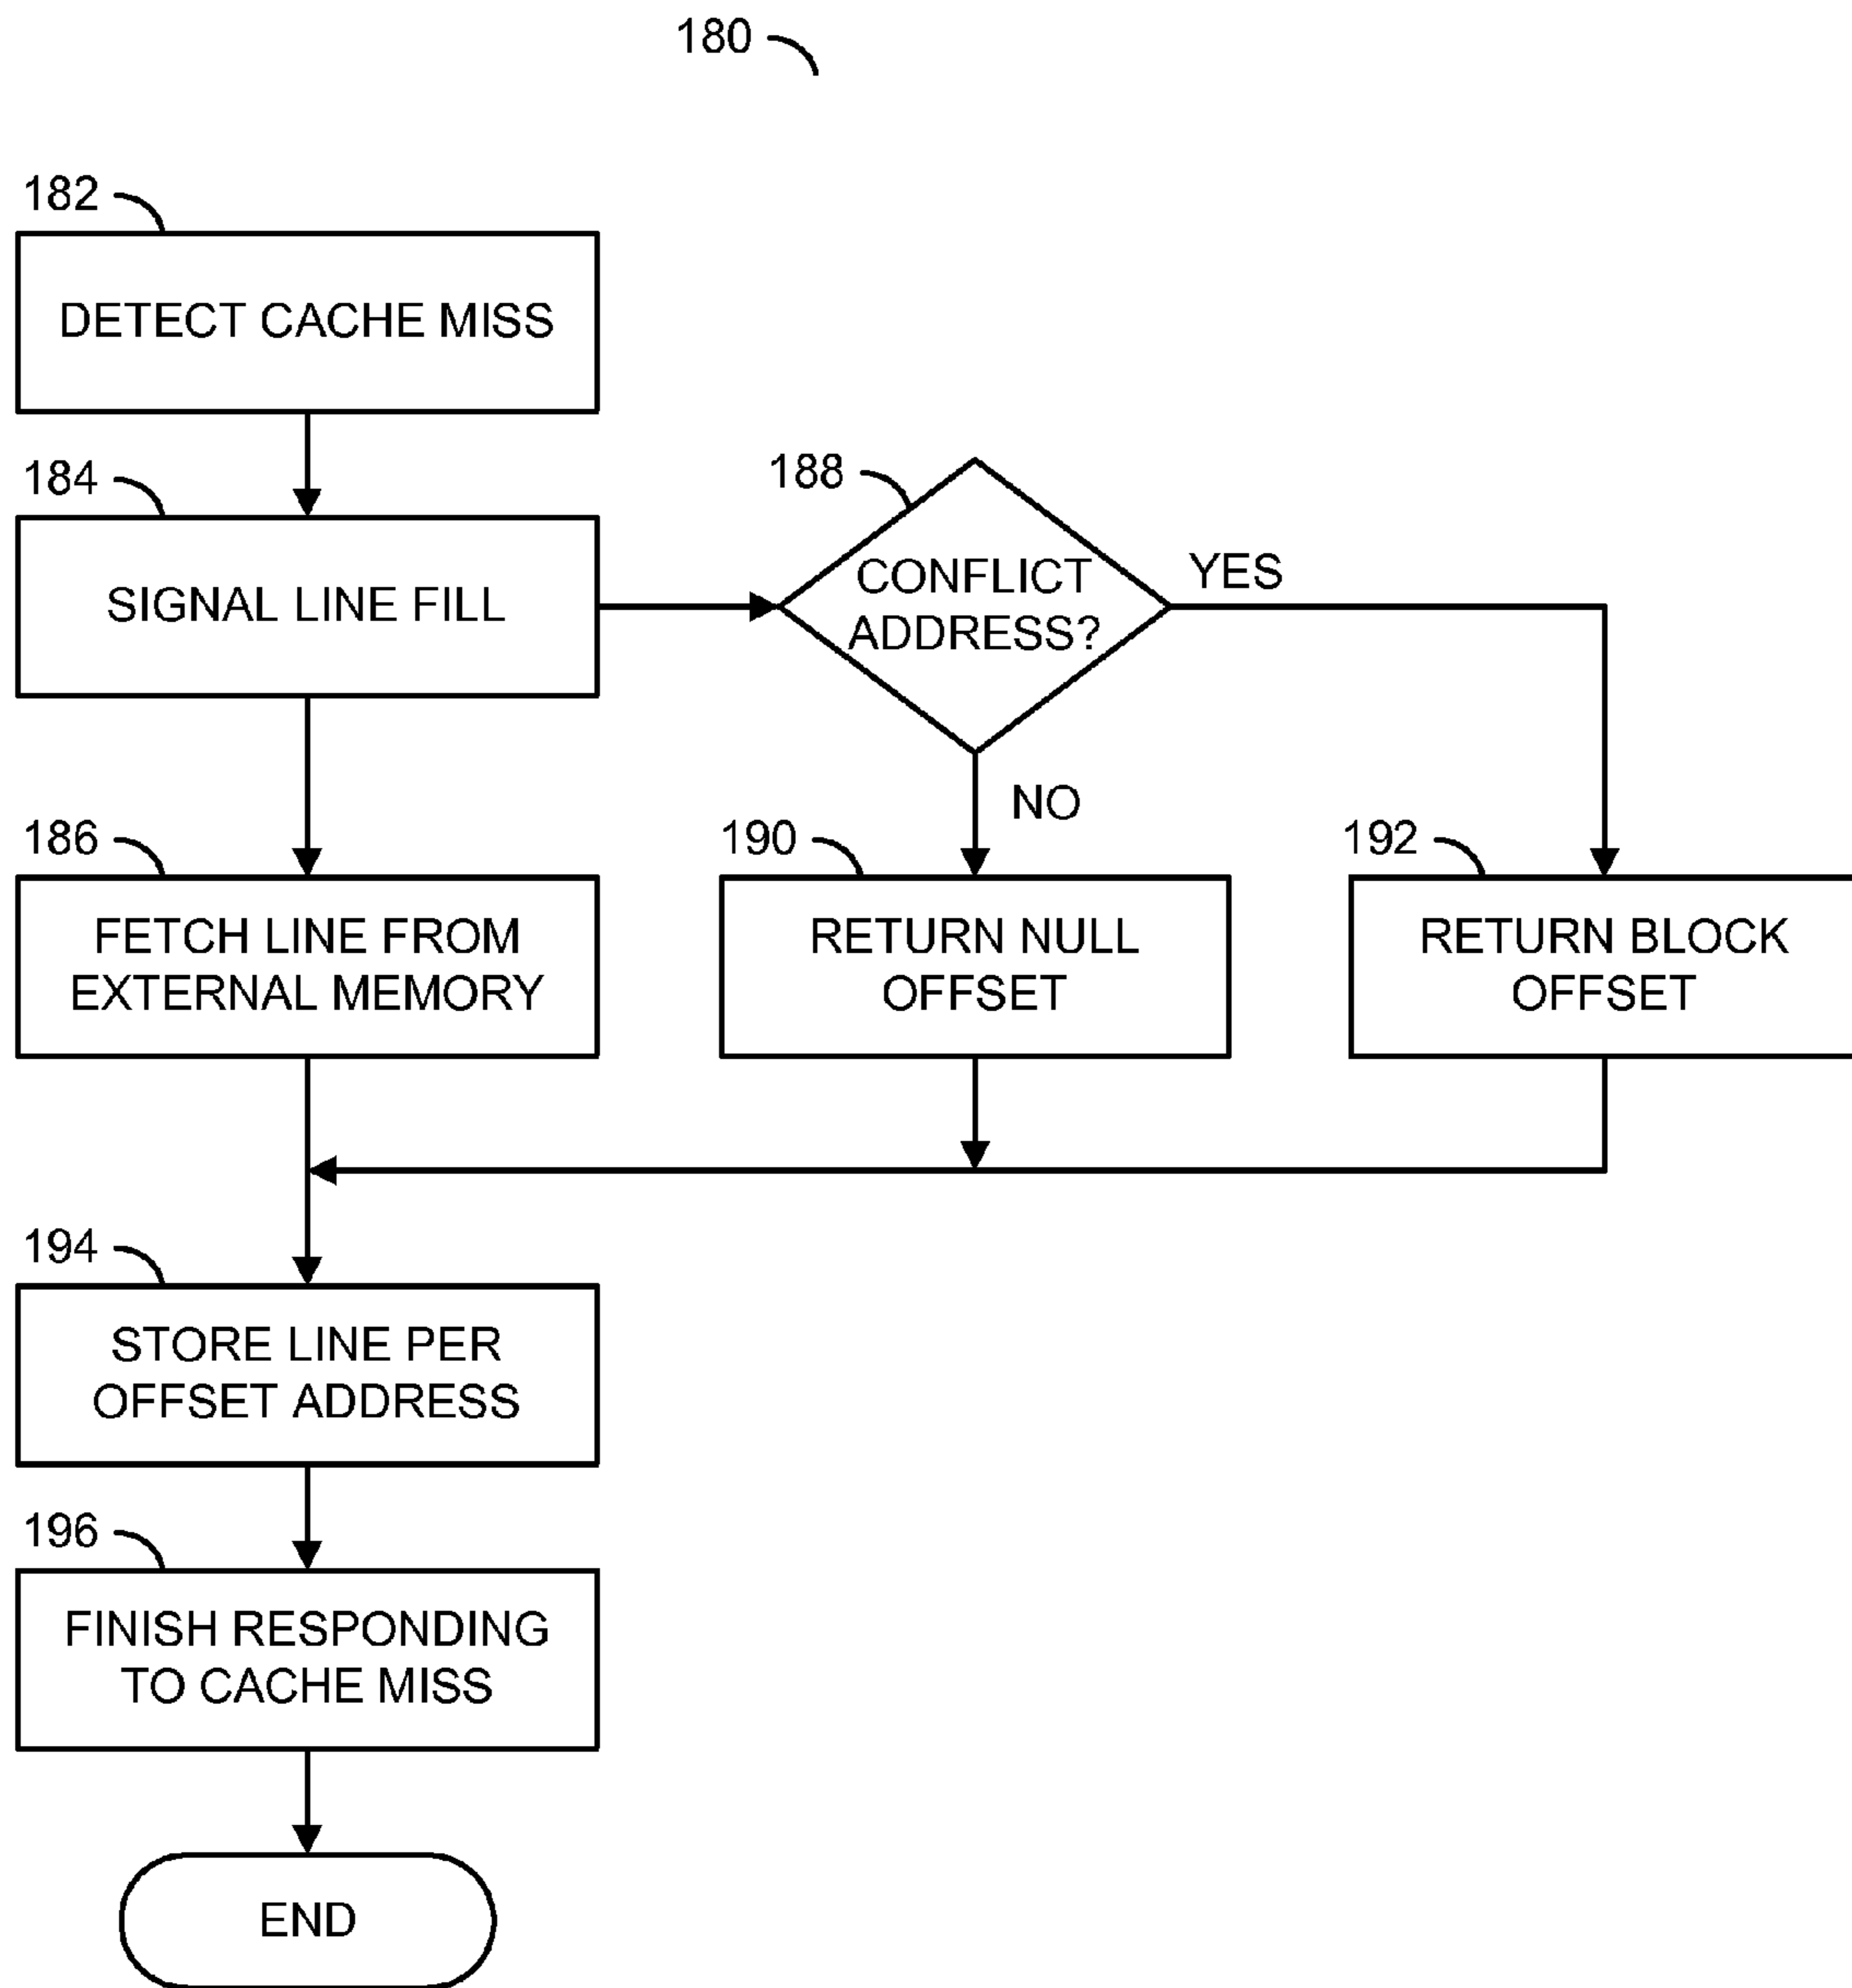 180
182
DETECT CACHE MISS
184
SIGNAL LINE FILL
188
CONFLICT
ADDRESS?
YES
NO
186
FETCH LINE FROM
EXTERNAL MEMORY
190
RETURN NULL
OFFSET
192
RETURN BLOCK
OFFSET
194
STORE LINE PER
OFFSET ADDRESS
196
FINISH RESPONDING
TO CACHE MISS
END